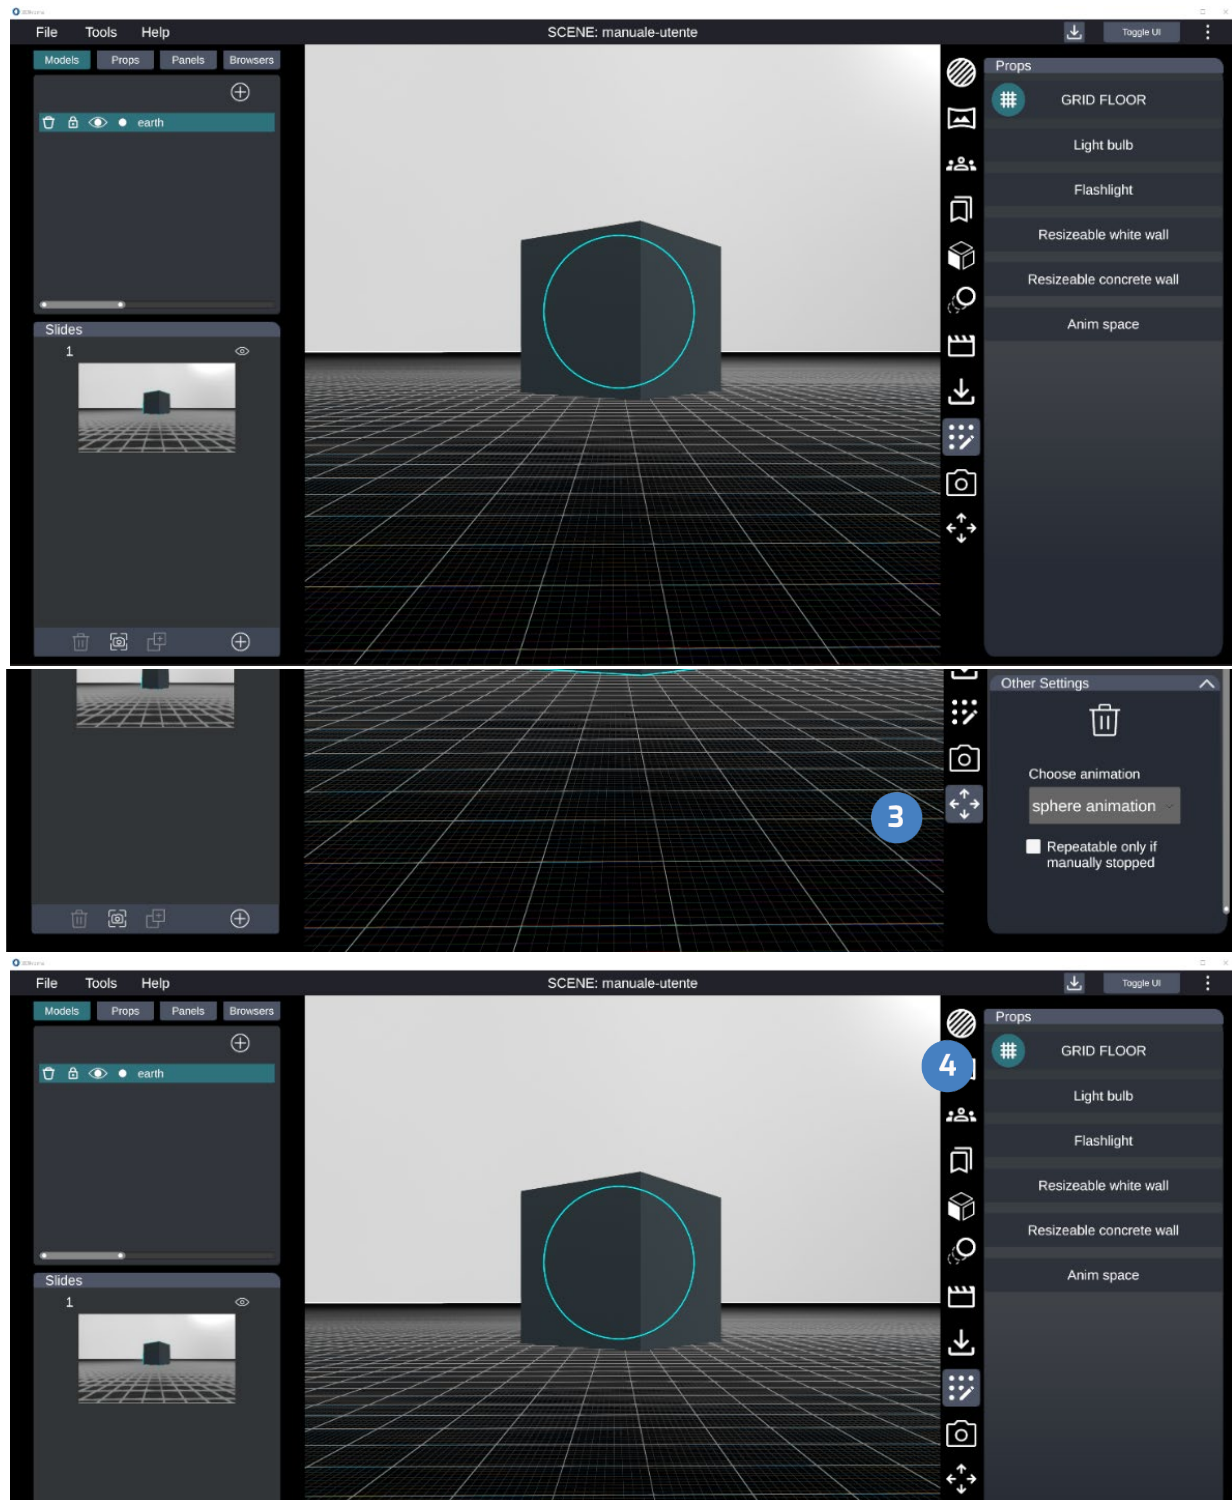 File Tools Help SCENE: manuale-utente Toggle UI
Models Props Panels Browsers
earth
Slides
1
Props
GRID FLOOR
Light bulb
Flashlight
Resizeable white wall
Resizeable concrete wall
Anim space
3
Other Settings
Choose animation
sphere animation
Repeatable only if
manually stopped
File Tools Help SCENE: manuale-utente Toggle UI
Models Props Panels Browsers
earth
Slides
1
4
Props
GRID FLOOR
Light bulb
Flashlight
Resizeable white wall
Resizeable concrete wall
Anim space